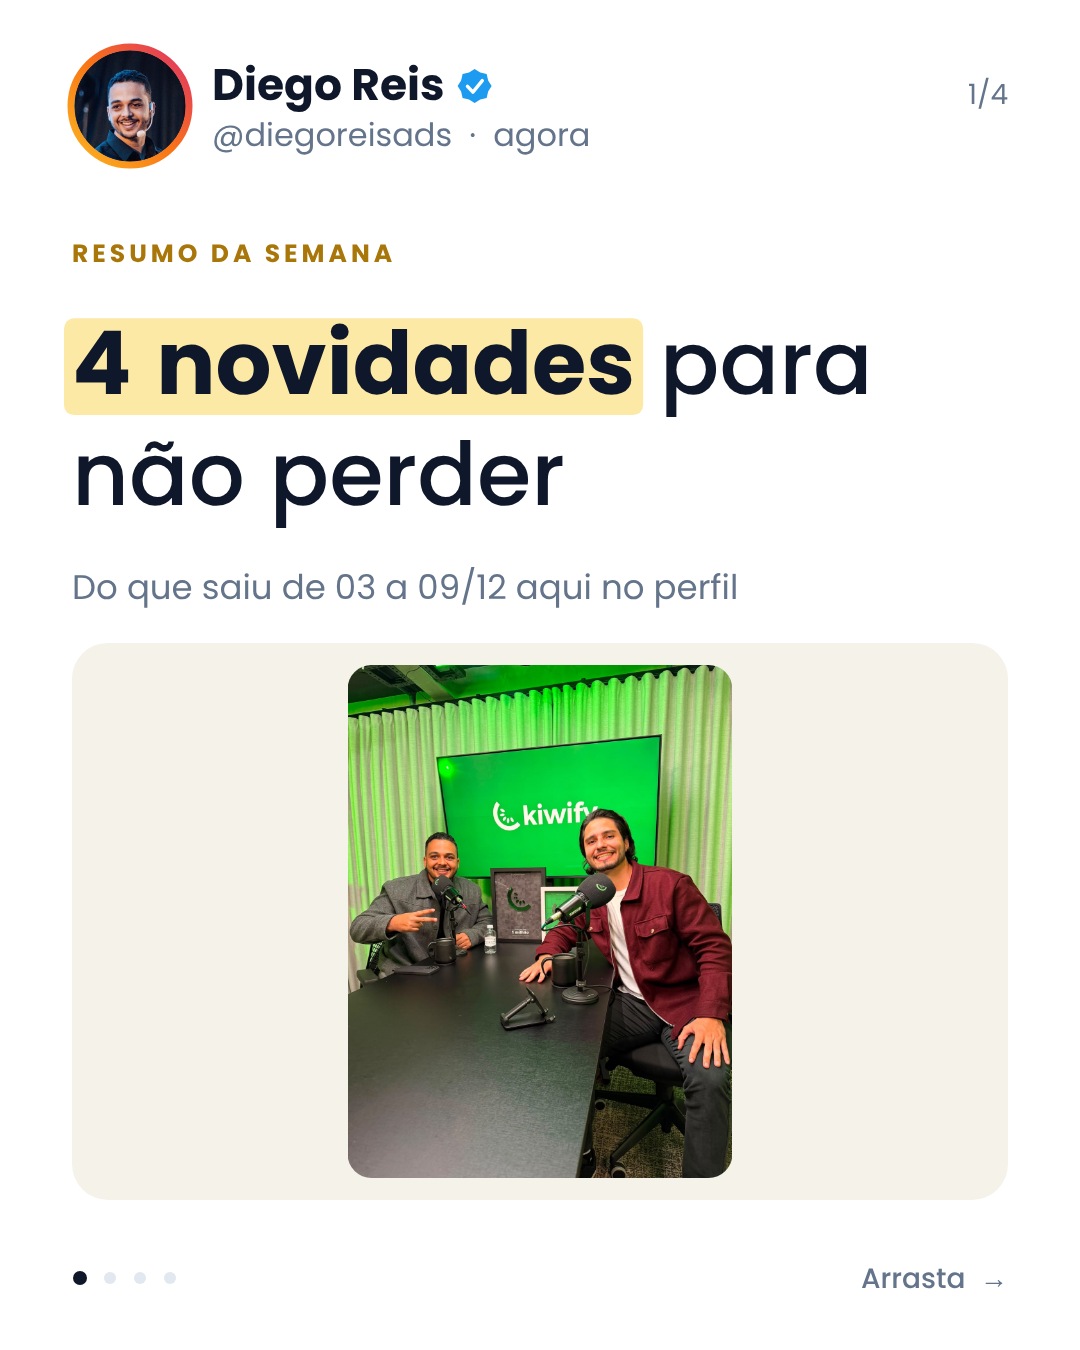 Diego Reis
1/4
@diegoreisads · agora
RESUMO DA SEMANA
4 novidades para
não perder
Do que saiu de 03 a 09/12 aqui no perfil
kiwify
Arrasta →